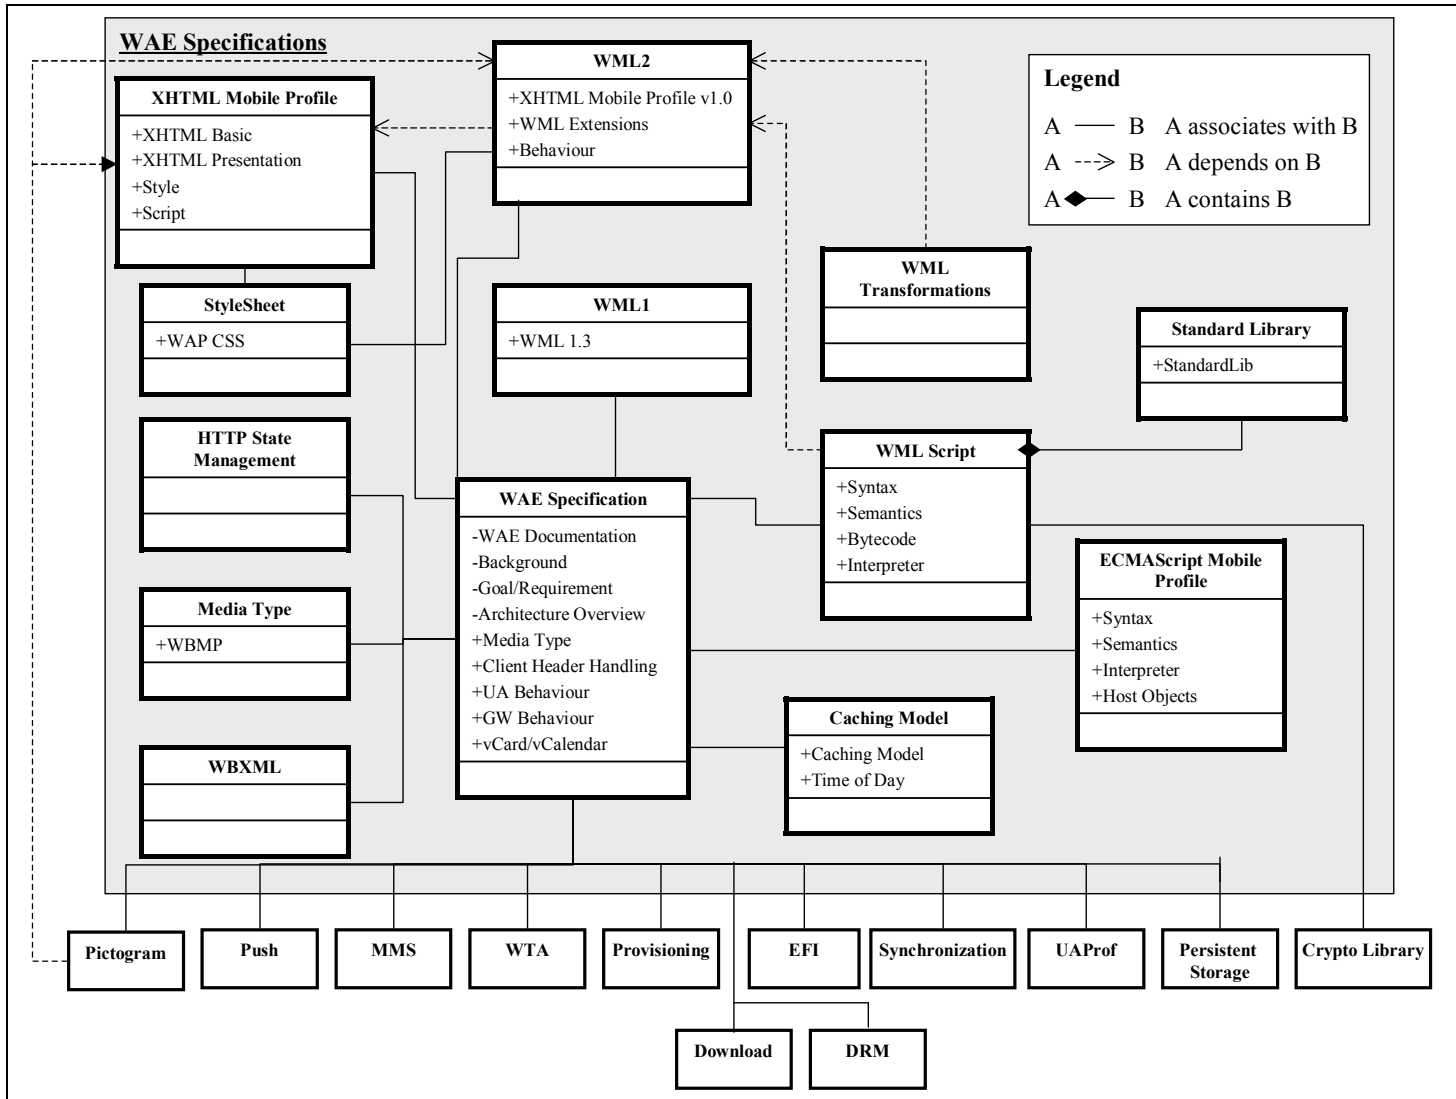 WAE Specifications
WML2
+XHTML Mobile Profile v1.0
+WML Extensions
+Behaviour
Legend
A B A associates with B
A B A depends on B
A B A contains B
XHTML Mobile Profile
+XHTML Basic
+XHTML Presentation
+Style
+Script
WML
Transformations
StyleSheet
+WAP CSS
WML1
+WML 1.3
Standard Library
+StandardLib
HTTP State
Management
WML Script
+Syntax
+Semantics
+Bytecode
+Interpreter
WAE Specification
-WAE Documentation
-Background
-Goal/Requirement
-Architecture Overview
+Media Type
+Client Header Handling
+UA Behaviour
+GW Behaviour
+vCard/vCalendar
ECMAScript Mobile
Profile
+Syntax
+Semantics
+Interpreter
+Host Objects
Media Type
+WBMP
Caching Model
+Caching Model
+Time of Day
WBXML
Pictogram
Push
MMS
WTA
Provisioning
EFI
Synchronization
UAProf
Persistent
Storage
Crypto Library
Download
DRM